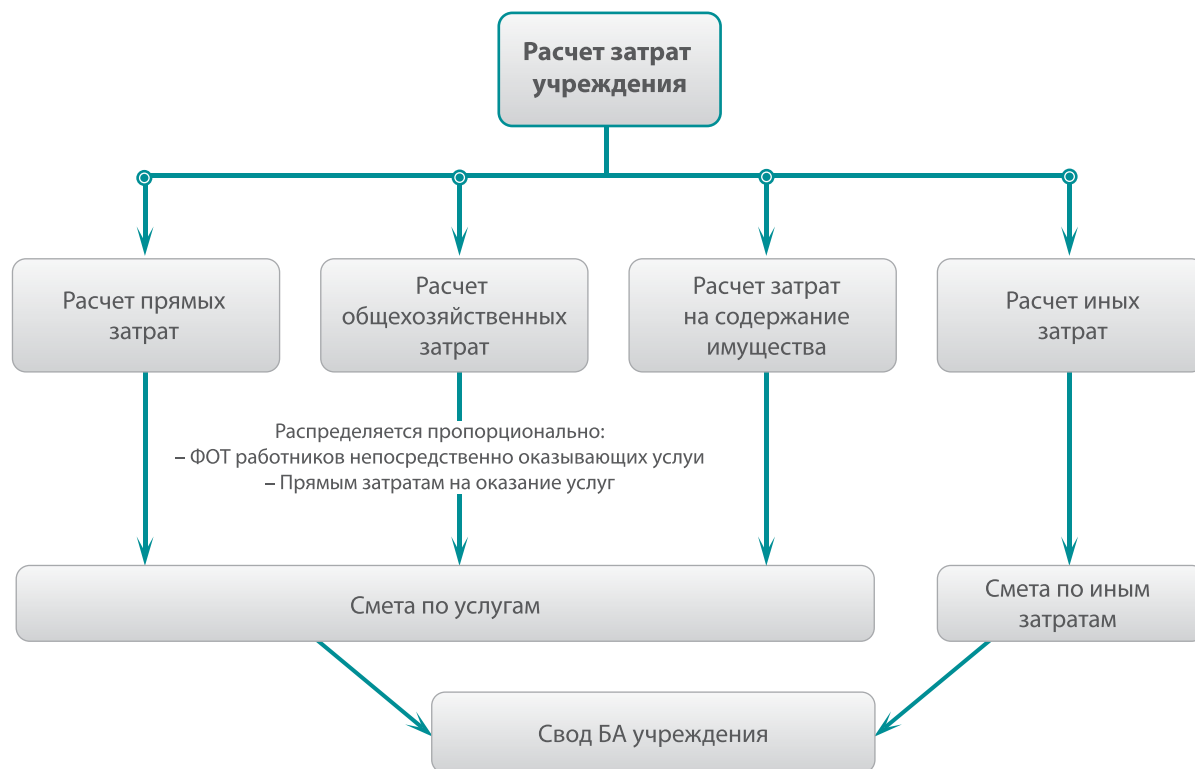 Расчет затрат
учреждения
Расчет прямых
затрат
Расчет
общехозяйственных
затрат
Расчет затрат
на содержание
имущества
Расчет иных
затрат
Распределяется пропорционально:
– ФОТ работников непосредственно оказывающих услуи
– Прямым затратам на оказание услуг
Смета по услугам
Смета по иным
затратам
Свод БА учреждения